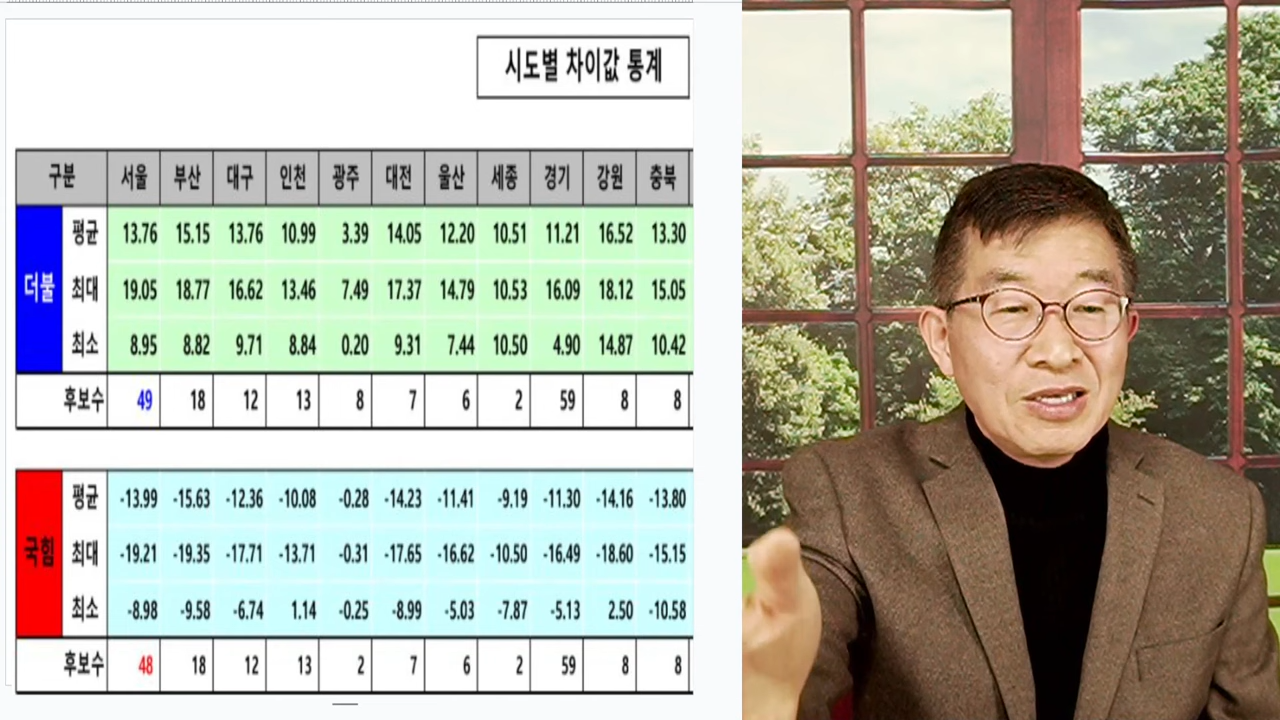 시도별 차이값 통계
구분 서울 부산 대구 인천 광주 대전 울산 세종 경기 강원 충북
더불
평균 13.76 15.15 13.76 10.99 3.39 14.05 12.20 10.51 11.21 16.52 13.30
최대 19.05 18.77 16.62 13.46 7.49 17.37 14.79 10.53 16.09 18.12 15.05
최소 8.95 8.82 9.71 8.84 0.20 9.31 7.44 10.50 4.90 14.87 10.42
후보수 49 18 12 13 8 7 6 2 59 8 8
국힘
평균 -13.99 -15.63 -12.36 -10.08 -0.28 -14.23 -11.41 -9.19 -11.30 -14.16 -13.80
최대 -19.21 -19.35 -17.71 -13.71 -0.31 -17.65 -16.62 -10.50 -16.49 -18.60 -15.15
최소 -8.98 -9.58 -6.74 1.14 -0.25 -8.99 -5.03 -7.87 -5.13 2.50 -10.58
후보수 48 18 12 13 2 7 6 2 59 8 8